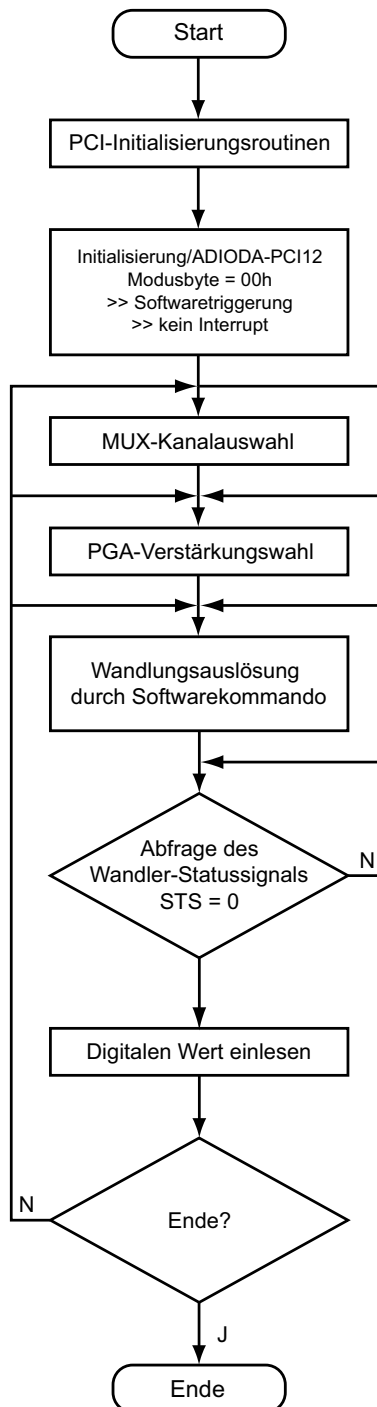 Start
PCI-Initialisierungsroutinen
Initialisierung/ADIODA-PCI12
Modusbyte = 00h
>> Softwaretriggerung
>> kein Interrupt
MUX-Kanalauswahl
PGA-Verstärkungswahl
Wandlungsauslösung
durch Softwarekommando
Abfrage des
Wandler-Statussignals
STS = 0
N
Digitalen Wert einlesen
N
Ende?
J
Ende